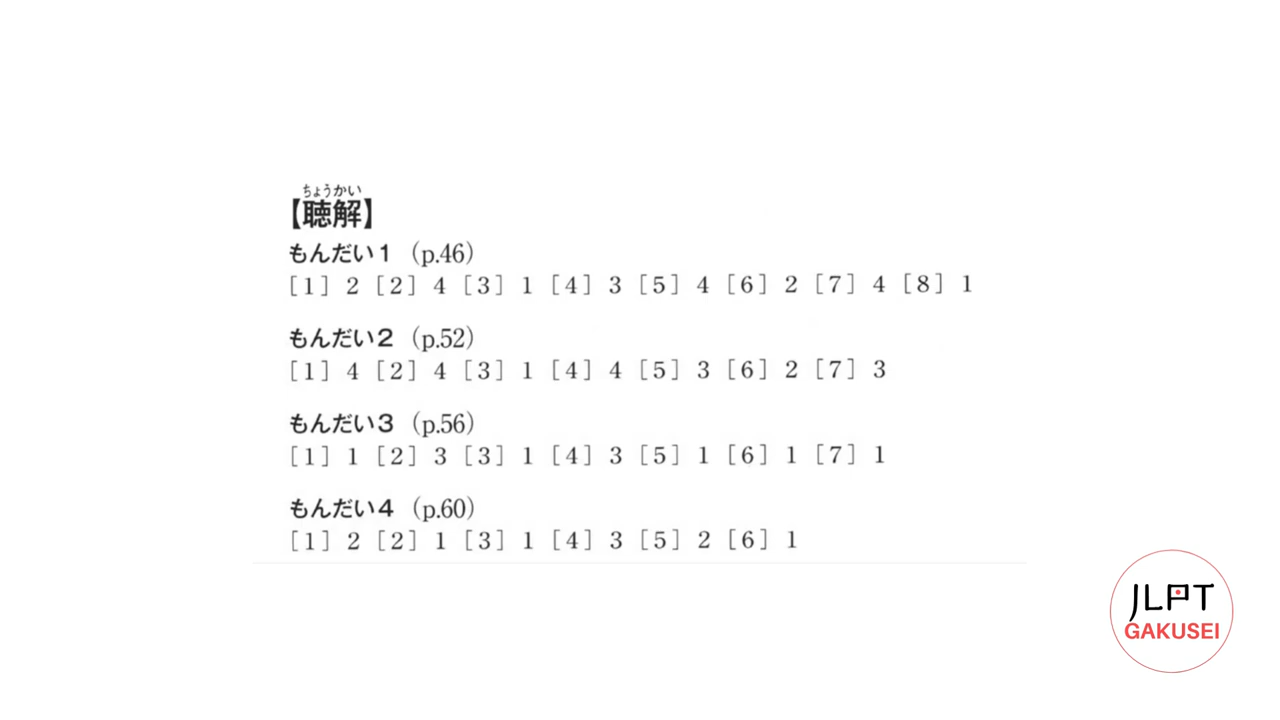 ちょうかい
【聴解】
もんだい1 (p.46)
[1] 2 [2] 4 [3] 1 [4] 3 [5] 4 [6] 2 [7] 4 [8] 1
もんだい2 (p.52)
[1] 4 [2] 4 [3] 1 [4] 4 [5] 3 [6] 2 [7] 3
もんだい3 (p.56)
[1] 1 [2] 3 [3] 1 [4] 3 [5] 1 [6] 1 [7] 1
もんだい4 (p.60)
[1] 2 [2] 1 [3] 1 [4] 3 [5] 2 [6] 1
JLPT
GAKUSEI